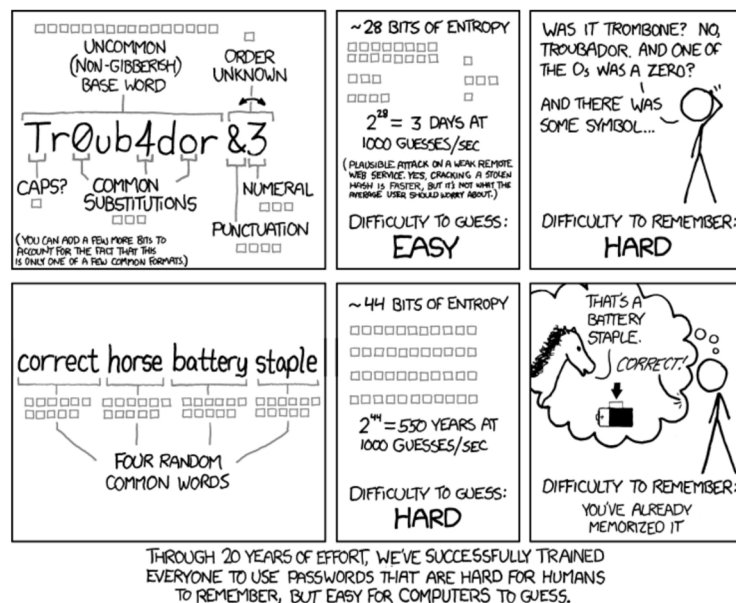 UNCOMMON
(NON-GIBBERISH)
BASE WORD
ORDER
UNKNOWN
Tr0ub4dor &3
CAPS?
COMMON
SUBSTITUTIONS
NUMERAL
PUNCTUATION
(YOU CAN ADD A FEW MORE BITS TO
ACCOUNT FOR THE FACT THAT THIS
IS ONLY ONE OF A FEW COMMON FORMATS.)
~28 BITS OF ENTROPY
2^28 = 3 DAYS AT
1000 GUESSES/SEC
(PLAUSIBLE ATTACK ON A WEAK REMOTE
WEB SERVICE. YES, CRACKING A STOLEN
HASH IS FASTER, BUT IT'S NOT WHAT THE
AVERAGE USER SHOULD WORRY ABOUT.)
DIFFICULTY TO GUESS:
EASY
WAS IT TROMBONE? NO,
TROUBADOR. AND ONE OF
THE Os WAS A ZERO?
AND THERE WAS
SOME SYMBOL...
DIFFICULTY TO REMEMBER:
HARD
correct horse battery staple
FOUR RANDOM
COMMON WORDS
~44 BITS OF ENTROPY
2^44 = 550 YEARS AT
1000 GUESSES/SEC
DIFFICULTY TO GUESS:
HARD
THAT'S A
BATTERY
STAPLE.
CORRECT!
DIFFICULTY TO REMEMBER:
YOU'VE ALREADY
MEMORIZED IT
THROUGH 20 YEARS OF EFFORT, WE'VE SUCCESSFULLY TRAINED
EVERYONE TO USE PASSWORDS THAT ARE HARD FOR HUMANS
TO REMEMBER, BUT EASY FOR COMPUTERS TO GUESS.